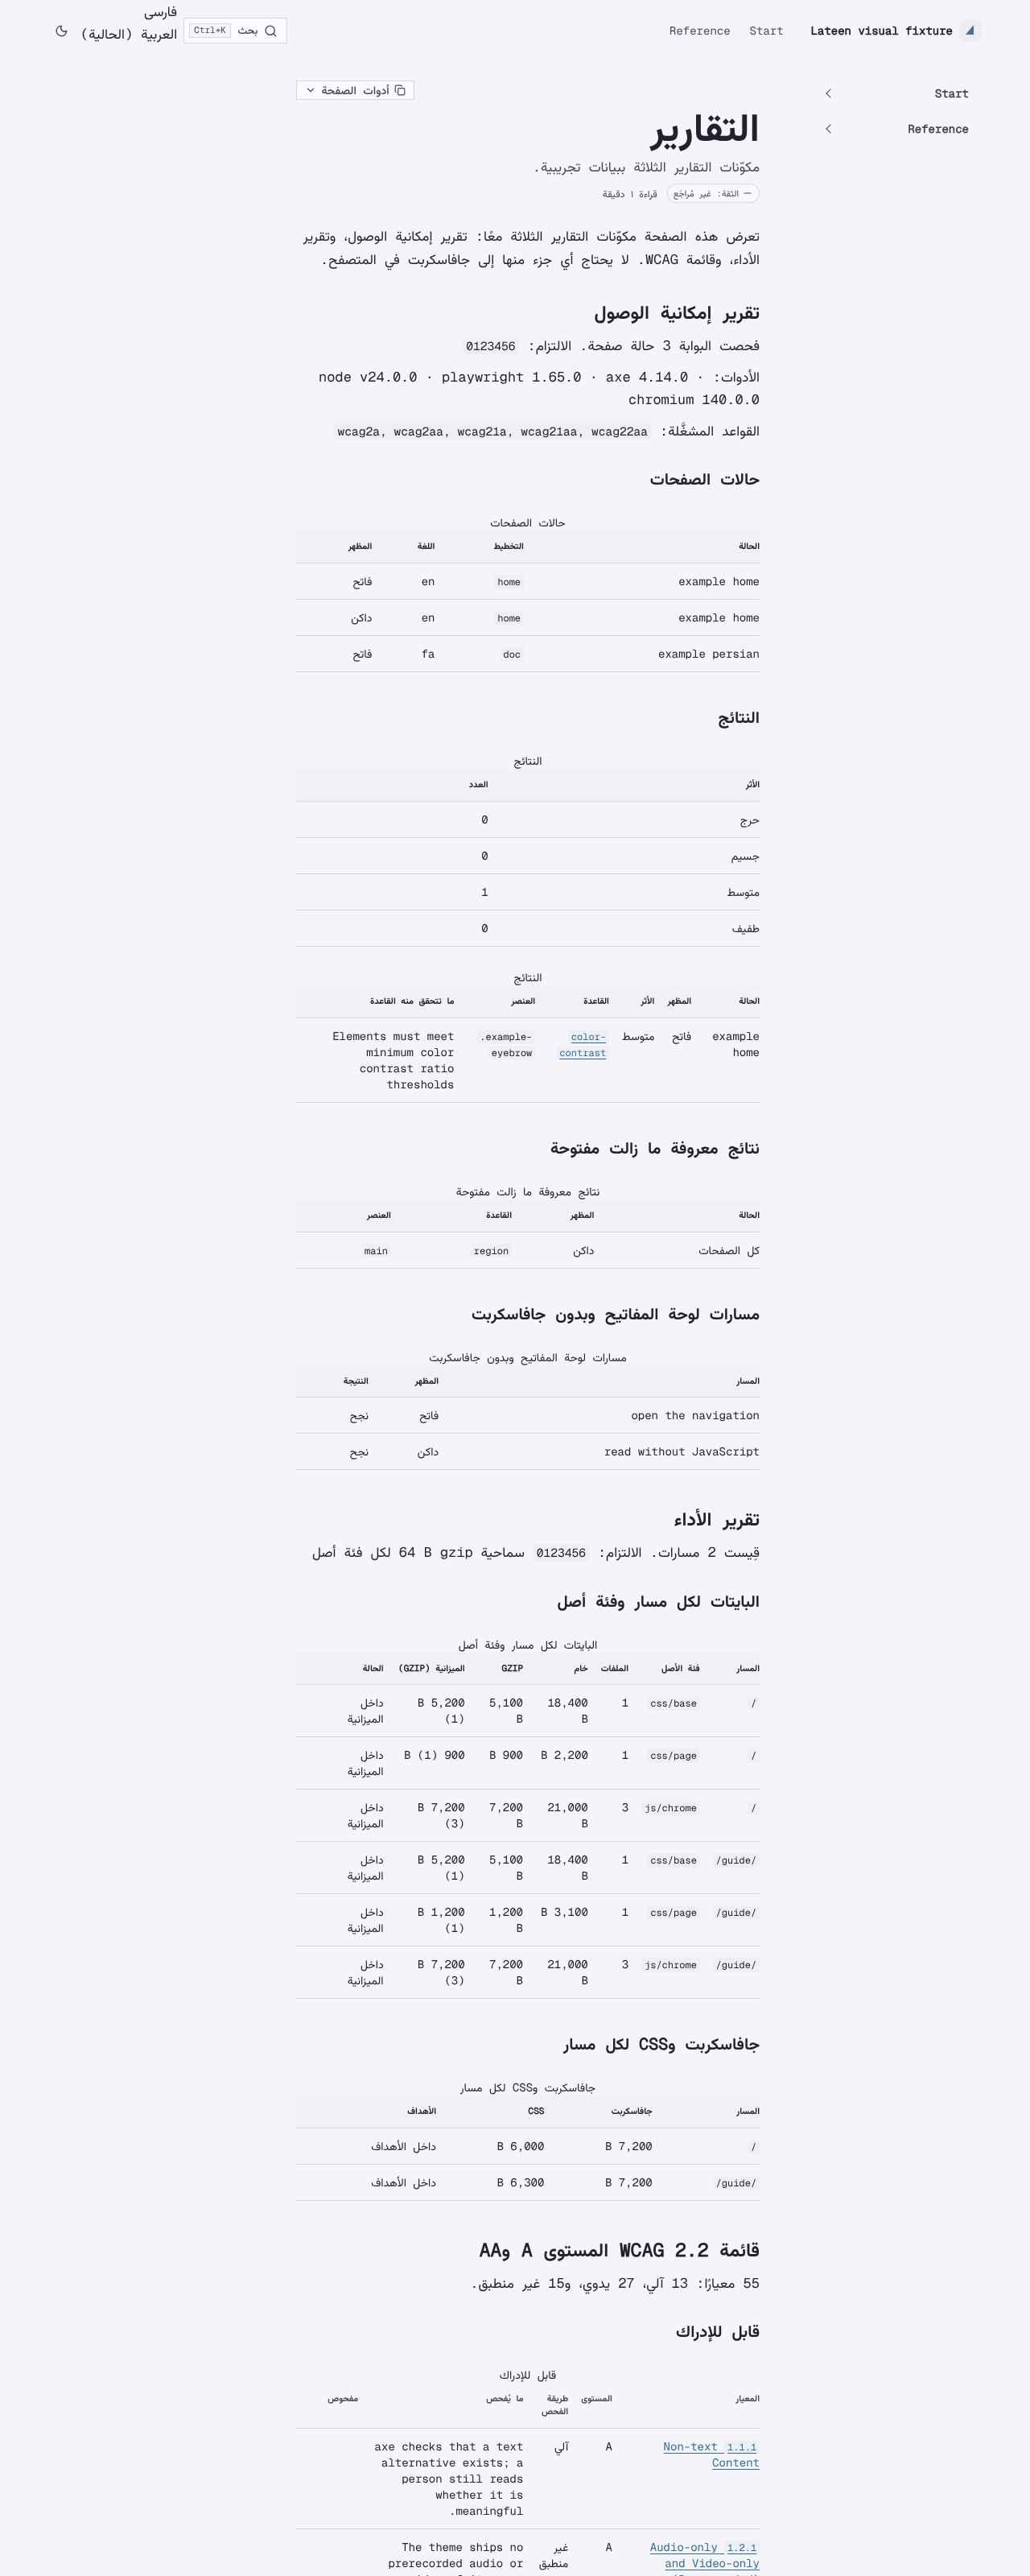 Lateen visual fixture Start Reference بحث Ctrl+K فارسی
العربية (الحالية)
Start
Reference
أدوات الصفحة
التقارير
مكوّنات التقارير الثلاثة ببيانات تجريبية.
— الثقة: غير مُراجَع قراءة ١ دقيقة
تعرض هذه الصفحة مكوّنات التقارير الثلاثة معًا: تقرير إمكانية الوصول، وتقرير
الأداء، وقائمة WCAG. لا يحتاج أي جزء منها إلى جافاسكربت في المتصفح.
تقرير إمكانية الوصول
فحصت البوابة 3 حالة صفحة. الالتزام: 0123456
الأدوات: node v24.0.0 · playwright 1.65.0 · axe 4.14.0 ·
chromium 140.0.0
القواعد المشغَّلة: wcag2a, wcag2aa, wcag21a, wcag21aa, wcag22aa
حالات الصفحات
حالات الصفحات
الحالة التخطيط اللغة المظهر
example home home en فاتح
example home home en داكن
example persian doc fa فاتح
النتائج
النتائج
الأثر العدد
حرج 0
جسيم 0
متوسط 1
طفيف 0
النتائج
الحالة المظهر الأثر القاعدة العنصر ما تتحقق منه القاعدة
example فاتح متوسط color- .example- Elements must meet
home contrast eyebrow minimum color
contrast ratio
thresholds
نتائج معروفة ما زالت مفتوحة
نتائج معروفة ما زالت مفتوحة
الحالة المظهر القاعدة العنصر
كل الصفحات داكن region main
مسارات لوحة المفاتيح وبدون جافاسكربت
مسارات لوحة المفاتيح وبدون جافاسكربت
المسار المظهر النتيجة
open the navigation فاتح نجح
read without JavaScript داكن نجح
تقرير الأداء
قِيست 2 مسارات. الالتزام: 0123456 سماحية 64 B gzip لكل فئة أصل
البايتات لكل مسار وفئة أصل
البايتات لكل مسار وفئة أصل
المسار فئة الأصل الملفات خام GZIP الميزانية (GZIP) الحالة
/ css/base 1 18,400 B 5,100 B 5,200 B (1) داخل الميزانية
/ css/page 1 2,200 B 900 B 900 B (1) داخل الميزانية
/ js/chrome 3 21,000 B 7,200 B 7,200 B (3) داخل الميزانية
/guide/ css/base 1 18,400 B 5,100 B 5,200 B (1) داخل الميزانية
/guide/ css/page 1 3,100 B 1,200 B 1,200 B (1) داخل الميزانية
/guide/ js/chrome 3 21,000 B 7,200 B 7,200 B (3) داخل الميزانية
جافاسكربت وCSS لكل مسار
جافاسكربت وCSS لكل مسار
المسار جافاسكربت CSS الأهداف
/ 7,200 B 6,000 B داخل الأهداف
/guide/ 7,200 B 6,300 B داخل الأهداف
قائمة WCAG 2.2 المستوى A وAA
55 معيارًا: 13 آلي، 27 يدوي، و15 غير منطبق.
قابل للإدراك
قابل للإدراك
المعيار المستوى طريقة الفحص ما يُفحص مفحوص
1.1.1 Non-text Content A آلي axe checks that a text
alternative exists; a
person still reads
whether it is
meaningful.
1.2.1 Audio-only A غير The theme ships no
and Video-only منطبق prerecorded audio or